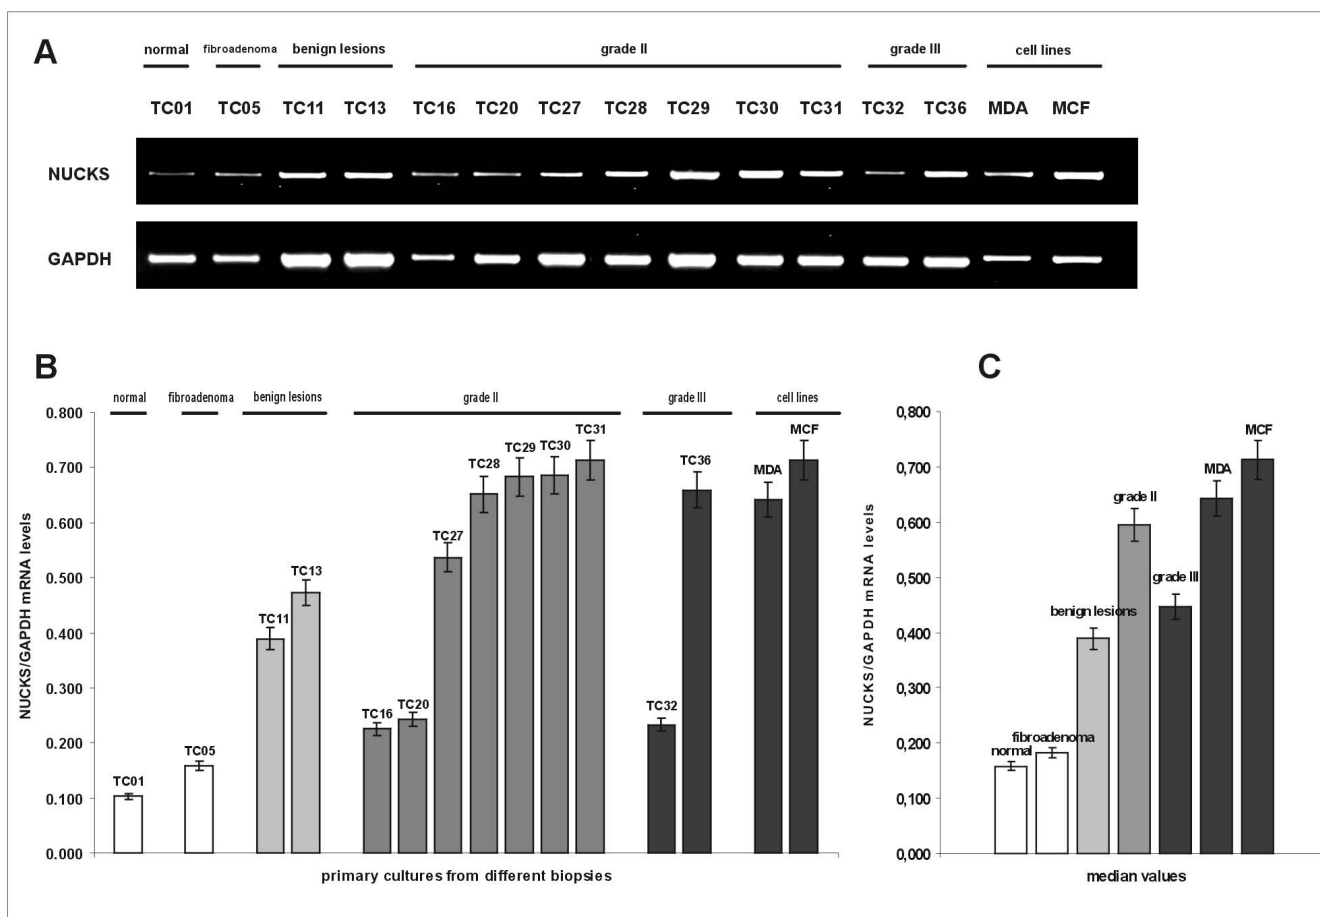 A
normal fibroadenoma benign lesions grade II grade III cell lines
TC01 TC05 TC11 TC13 TC16 TC20 TC27 TC28 TC29 TC30 TC31 TC32 TC36 MDA MCF
NUCKS
GAPDH
B
normal fibroadenoma benign lesions grade II grade III cell lines
NUCKS/GAPDH mRNA levels
0.800
0.700
0.600
0.500
0.400
0.300
0.200
0.100
0.000
TC01
TC05
TC11
TC13
TC16
TC20
TC27
TC28
TC29
TC30
TC31
TC32
TC36
MDA
MCF
primary cultures from different biopsies
C
NUCKS/GAPDH mRNA levels
0,800
0,700
0,600
0,500
0,400
0,300
0,200
0,100
0,000
normal
fibroadenoma
benign lesions
grade II
grade III
MDA
MCF
median values